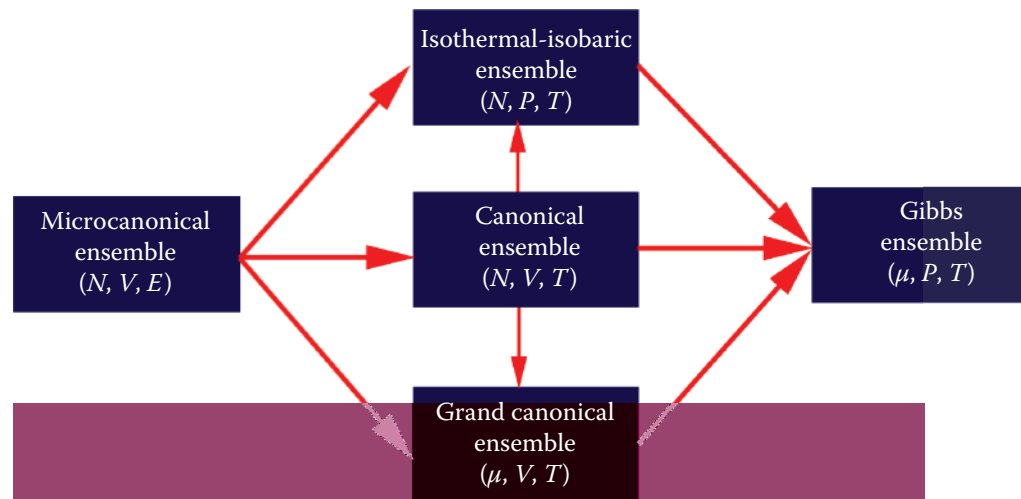 Isothermal-isobaric
ensemble
(N, P, T)
Microcanonical
ensemble
(N, V, E)
Canonical
ensemble
(N, V, T)
Gibbs
ensemble
(μ, P, T)
Grand canonical
ensemble
(μ, V, T)